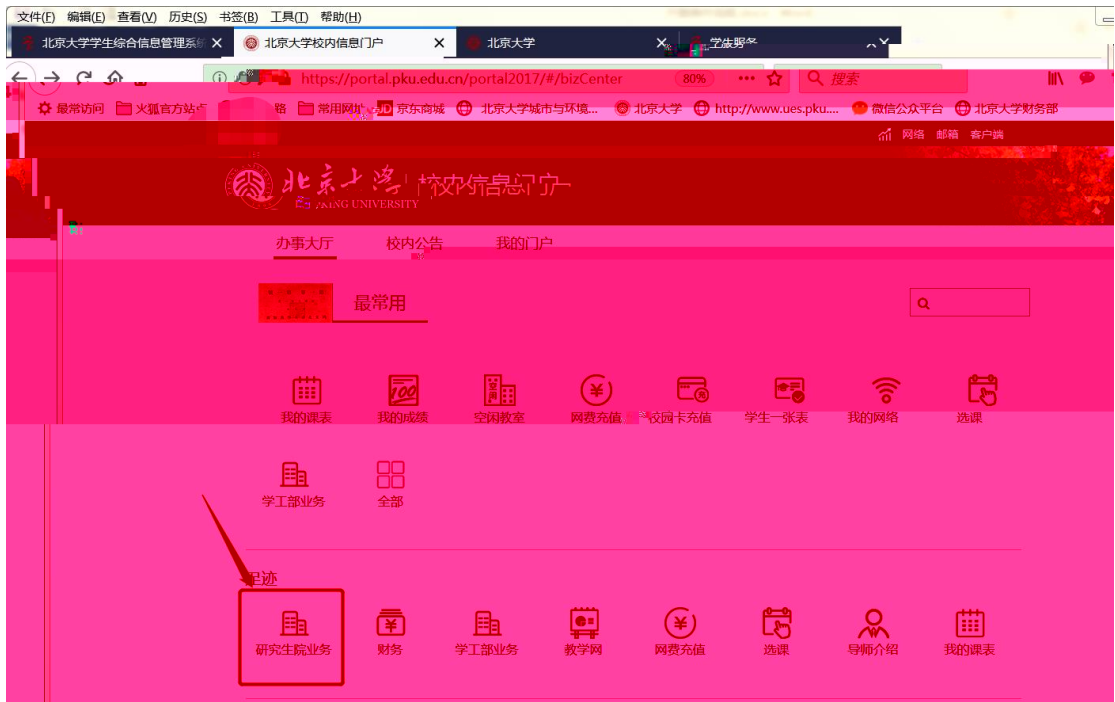 文件(F) 编辑(E) 查看(V) 历史(S) 书签(B) 工具(T) 帮助(H)
北京大学学生综合信息管理系统 × 北京大学校内信息门户 × 北京大学 ×
https://portal.pku.edu.cn/portal2017/#/bizCenter 80% ··· 搜索
最常访问 火狐官方站点 常用网址 JD 京东商城 北京大学城市与环境... 北京大学 http://www.ues.pku.... 微信公众平台 北京大学财务部
网络 邮箱 客户端
北京大学 校内信息门户
PEKING UNIVERSITY
办事大厅 校内公告 我的门户
最常用
我的课表 我的成绩 空闲教室 网费充值 校园卡充值 学生一张表 我的网络 选课
学工部业务 全部
足迹
研究生院业务 财务 学工部业务 教学网 网费充值 选课 导师介绍 我的课表